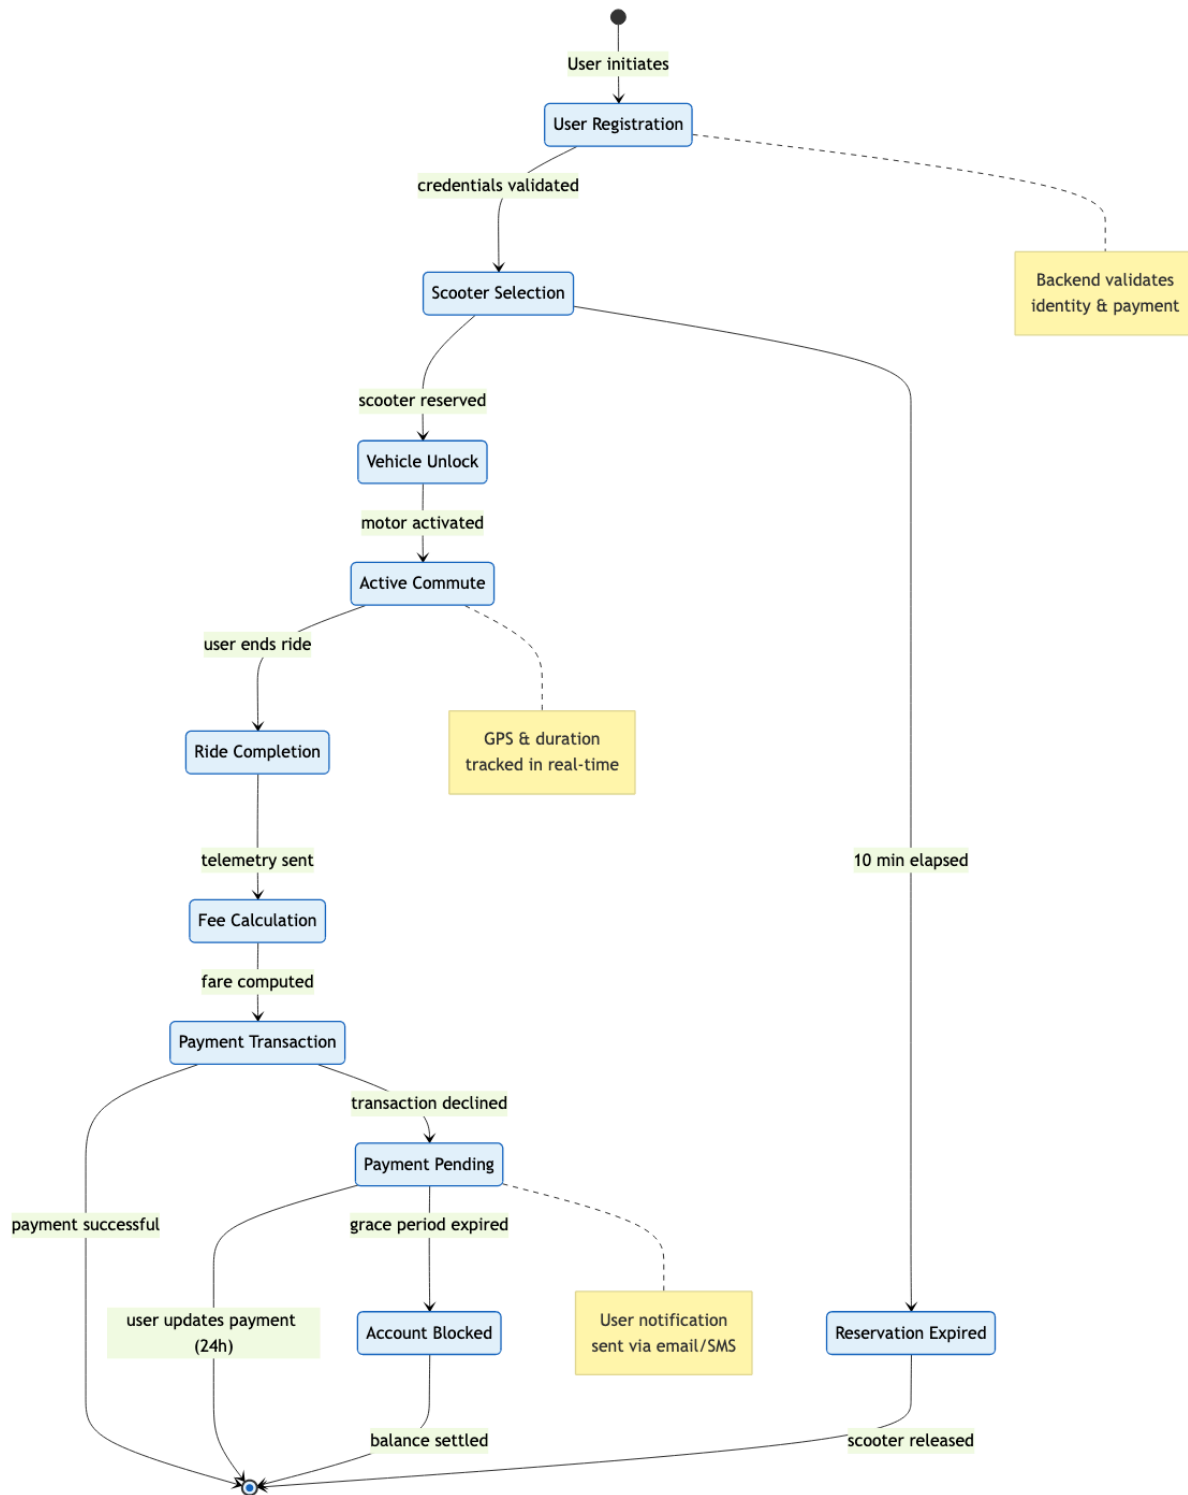 User initiates
User Registration
credentials validated
Backend validates
identity & payment
Scooter Selection
scooter reserved
Vehicle Unlock
motor activated
Active Commute
user ends ride
GPS & duration
tracked in real-time
Ride Completion
telemetry sent
10 min elapsed
Fee Calculation
fare computed
Payment Transaction
transaction declined
Payment Pending
payment successful
grace period expired
user updates payment
(24h)
Account Blocked
User notification
sent via email/SMS
Reservation Expired
balance settled
scooter released